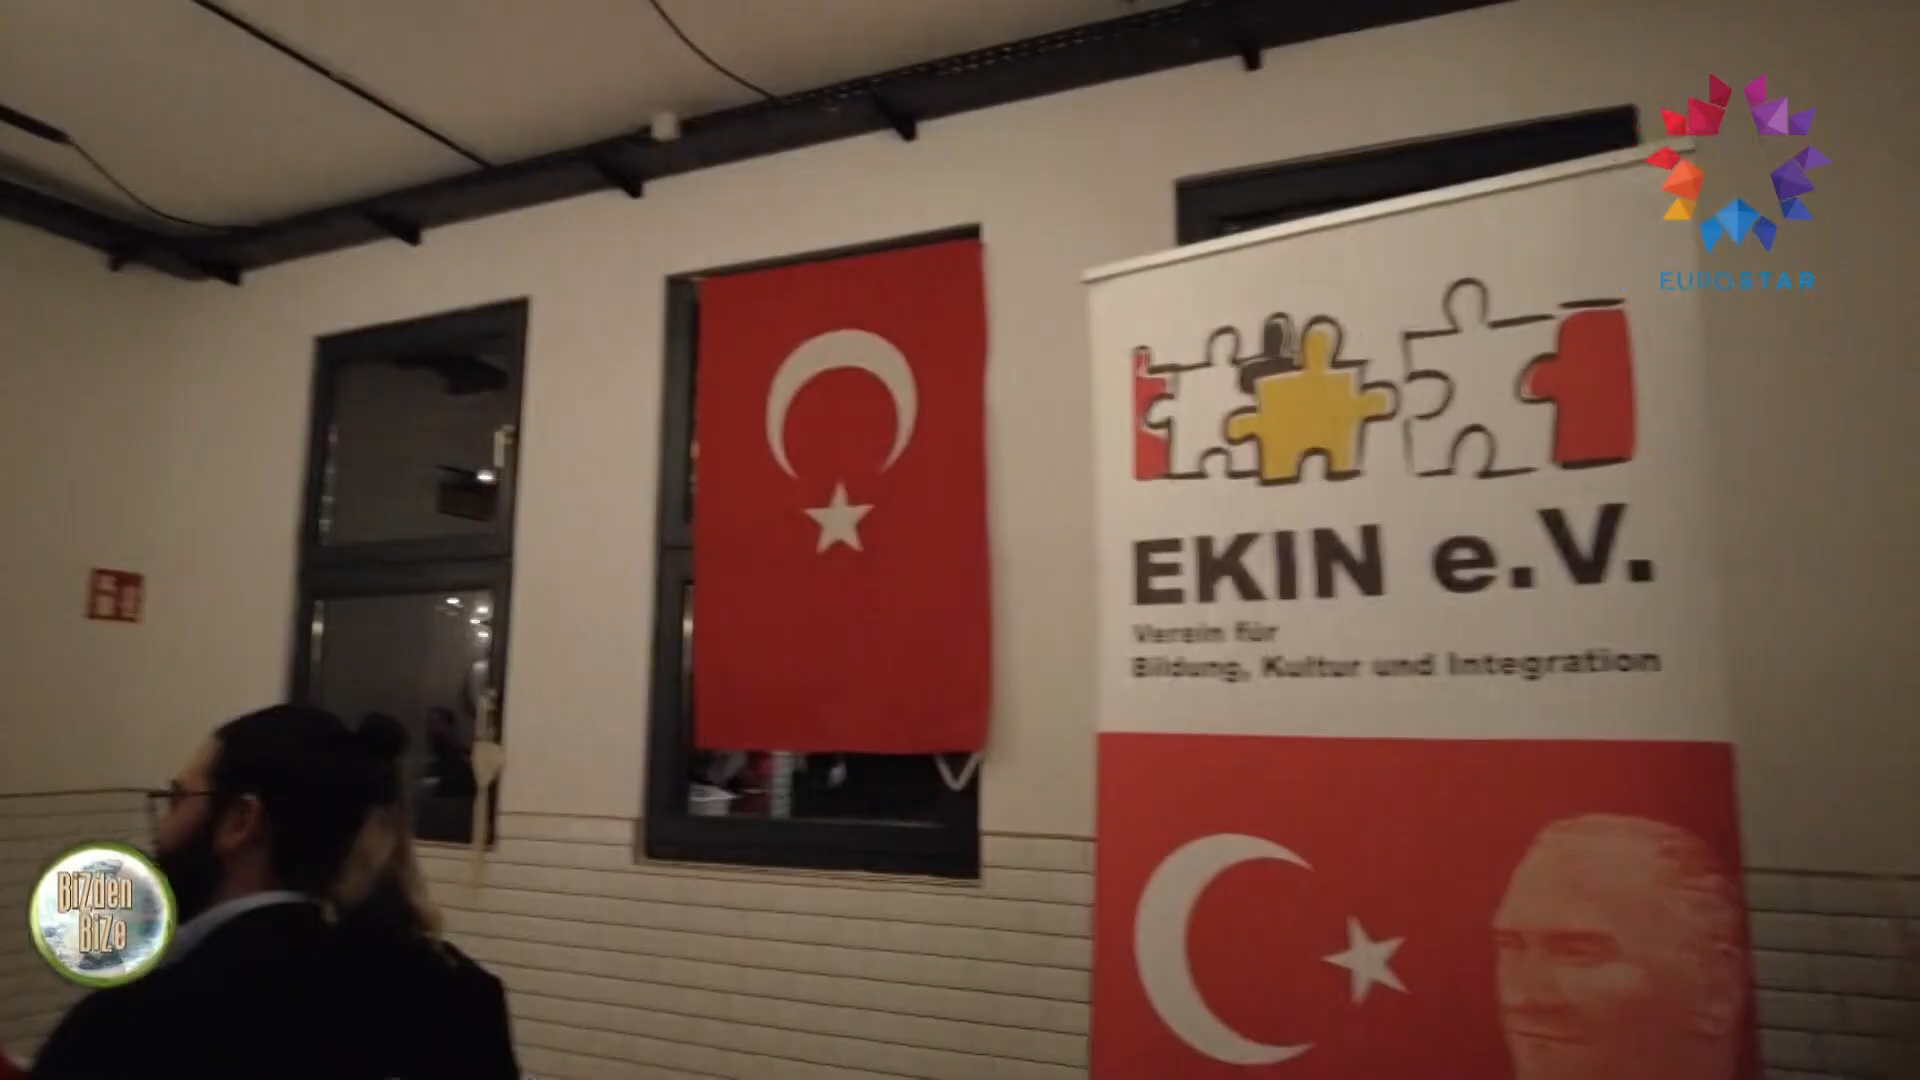 EUROSTAR
EKIN e.V.
Verein für
Bildung, Kultur und Integration
BiZden
BiZe